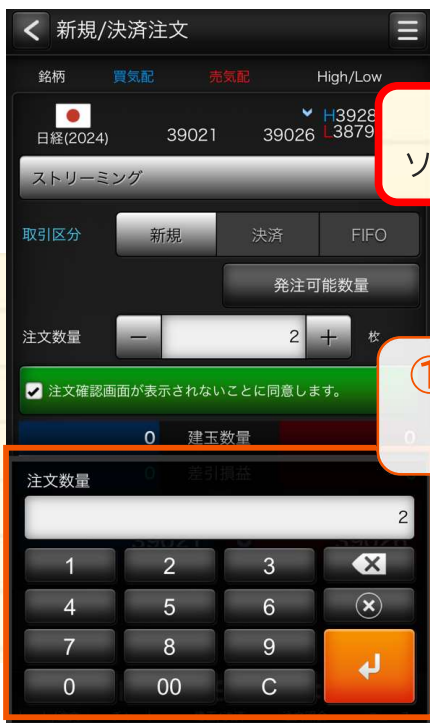 新規/決済注文
銘柄 買気配 売気配 High/Low
日経(2024) 39021 39026 H3928
L3879
ソ
ストリーミング
取引区分 新規 決済 FIFO
発注可能数量
注文数量 － 2 ＋ 枚
①
注文確認画面が表示されないことに同意します。
0 建玉数量 0
0 差引損益
注文数量
2
39021 39026
1 2 3
4 5 6
7 8 9
0 00 C